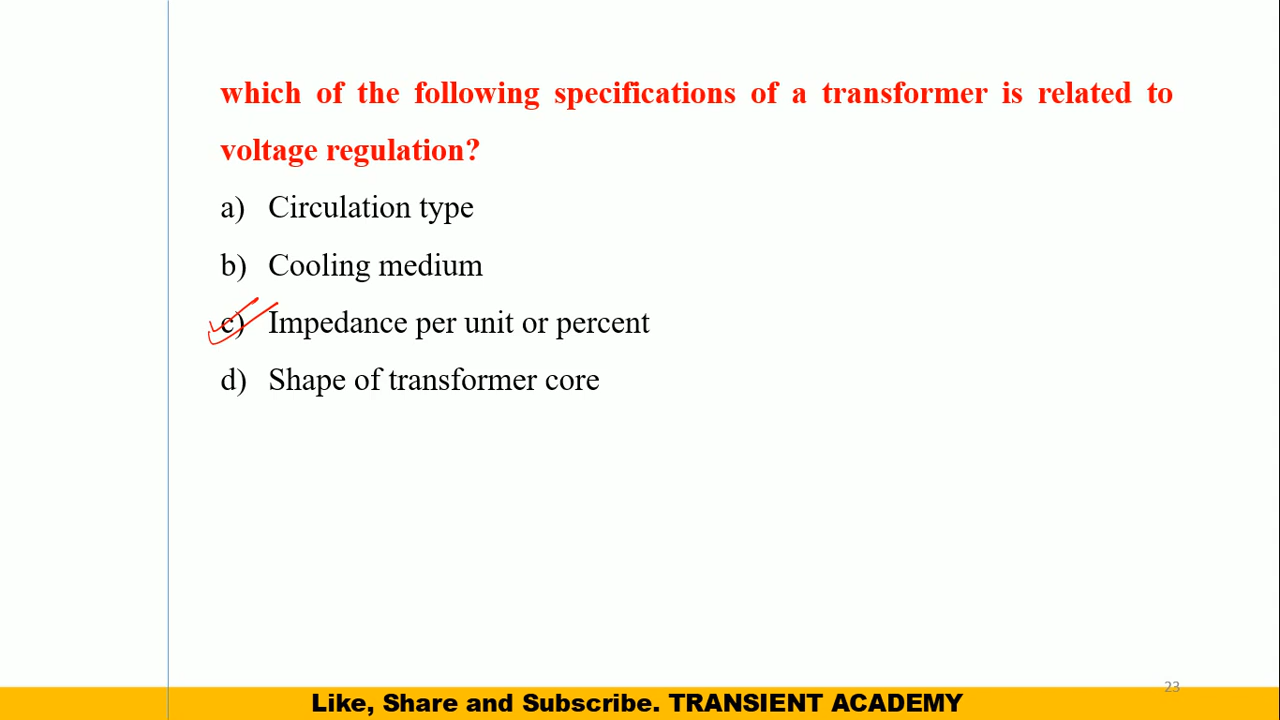 which of the following specifications of a transformer is related to
voltage regulation?
a) Circulation type
b) Cooling medium
c) Impedance per unit or percent
d) Shape of transformer core
23
Like, Share and Subscribe. TRANSIENT ACADEMY